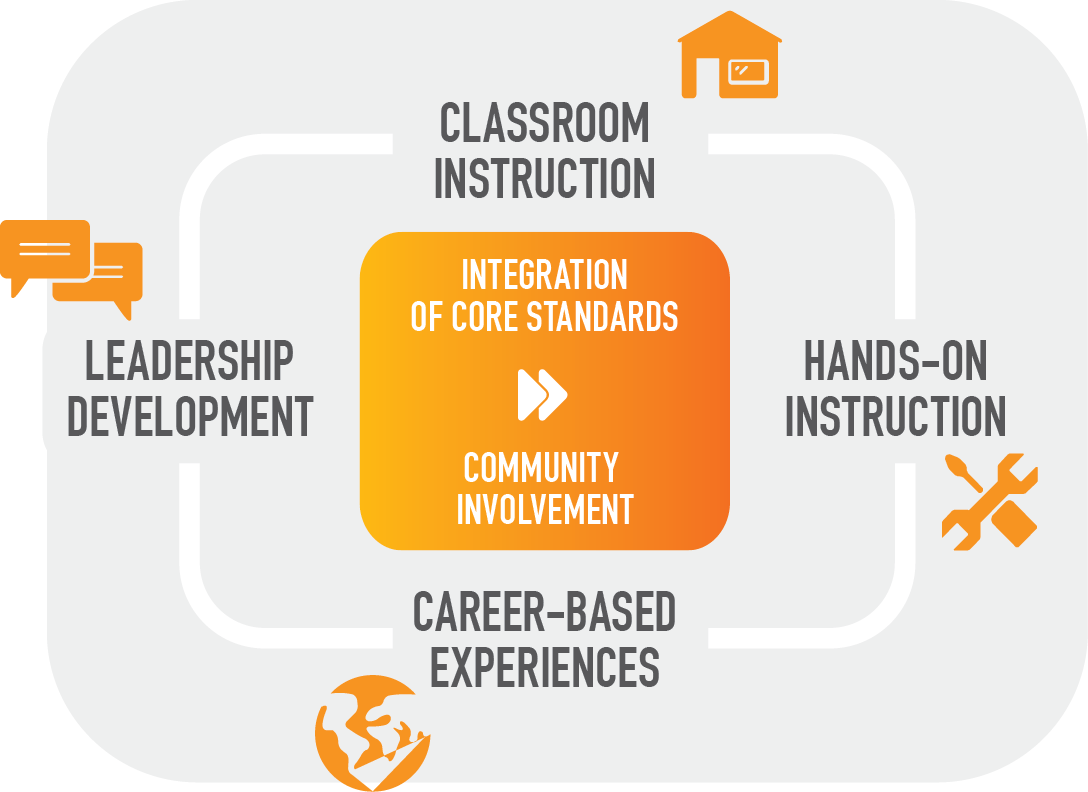 CLASSROOM
INSTRUCTION
INTEGRATION
OF CORE STANDARDS
COMMUNITY
INVOLVEMENT
LEADERSHIP
DEVELOPMENT
HANDS-ON
INSTRUCTION
CAREER-BASED
EXPERIENCES